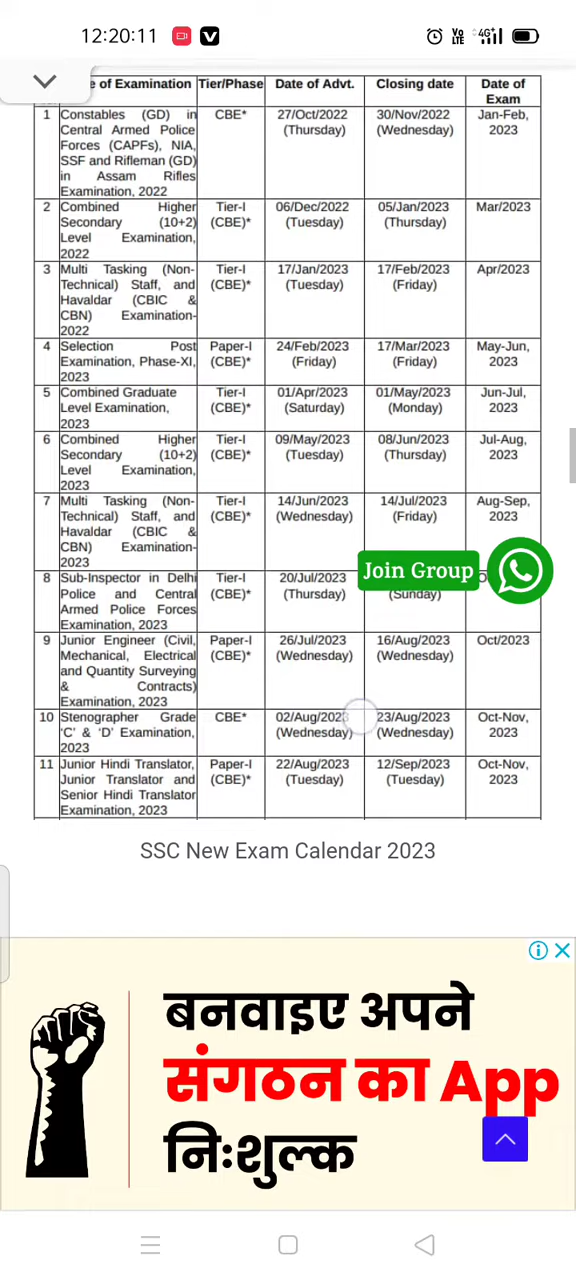 12:20:11
Vo LTE 4G+
e of Examination Tier/Phase Date of Advt. Closing date Date of Exam
1 Constables (GD) in CBE* 27/Oct/2022 30/Nov/2022 Jan-Feb,
Central Armed Police (Thursday) (Wednesday) 2023
Forces (CAPFs), NIA,
SSF and Rifleman (GD)
in Assam Rifles
Examination, 2022
2 Combined Higher Tier-I 06/Dec/2022 05/Jan/2023 Mar/2023
Secondary (10+2) (CBE)* (Tuesday) (Thursday)
Level Examination,
2022
3 Multi Tasking (Non- Tier-I 17/Jan/2023 17/Feb/2023 Apr/2023
Technical) Staff, and (CBE)* (Tuesday) (Friday)
Havaldar (CBIC &
CBN) Examination-
2022
4 Selection Post Paper-I 24/Feb/2023 17/Mar/2023 May-Jun,
Examination, Phase-XI, (CBE)* (Friday) (Friday) 2023
2023
5 Combined Graduate Tier-I 01/Apr/2023 01/May/2023 Jun-Jul,
Level Examination, (CBE)* (Saturday) (Monday) 2023
2023
6 Combined Higher Tier-I 09/May/2023 08/Jun/2023 Jul-Aug,
Secondary (10+2) (CBE)* (Tuesday) (Thursday) 2023
Level Examination,
2023
7 Multi Tasking (Non- Tier-I 14/Jun/2023 14/Jul/2023 Aug-Sep,
Technical) Staff, and (CBE)* (Wednesday) (Friday) 2023
Havaldar (CBIC &
CBN) Examination-
2023
Join Group
8 Sub-Inspector in Delhi Tier-I 20/Jul/2023
Police and Central (CBE)* (Thursday) (Sunday)
Armed Police Forces
Examination, 2023
9 Junior Engineer (Civil, Paper-I 26/Jul/2023 16/Aug/2023 Oct/2023
Mechanical, Electrical (CBE)* (Wednesday) (Wednesday)
and Quantity Surveying
& Contracts)
Examination, 2023
10 Stenographer Grade CBE* 02/Aug/2023 23/Aug/2023 Oct-Nov,
'C' & 'D' Examination, (Wednesday) (Wednesday) 2023
2023
11 Junior Hindi Translator, Paper-I 22/Aug/2023 12/Sep/2023 Oct-Nov,
Junior Translator and (CBE)* (Tuesday) (Tuesday) 2023
Senior Hindi Translator
Examination, 2023
SSC New Exam Calendar 2023
बनवाइए अपने
संगठन का App
निःशुल्क